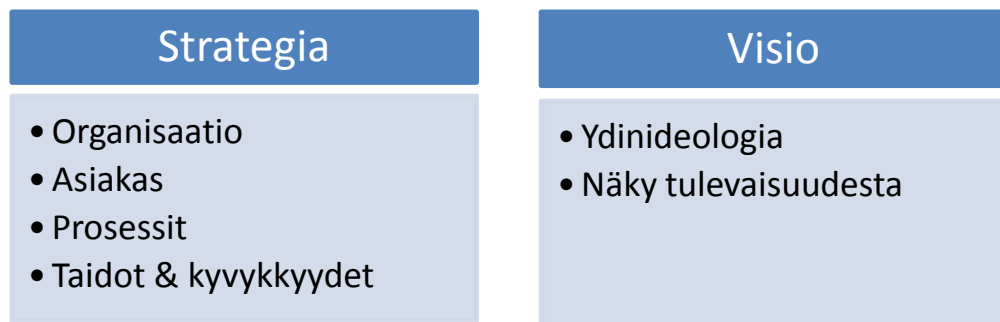 Strategia
• Organisaatio
• Asiakas
• Prosessit
• Taidot & kyvykkyydet
Visio
• Ydinideologia
• Näky tulevaisuudesta